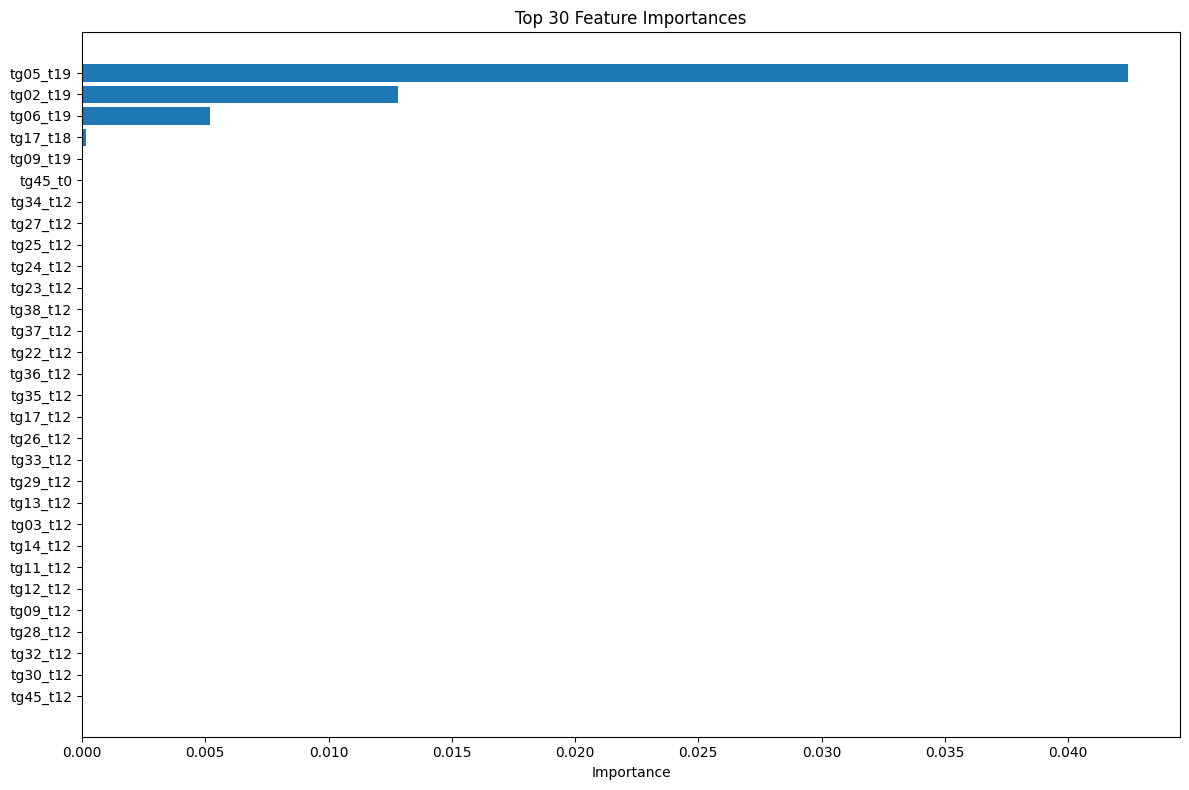 Top 30 Feature Importances
tg05_t19
tg02_t19
tg06_t19
tg17_t18
tg09_t19
tg45_t0
tg34_t12
tg27_t12
tg25_t12
tg24_t12
tg23_t12
tg38_t12
tg37_t12
tg22_t12
tg36_t12
tg35_t12
tg17_t12
tg26_t12
tg33_t12
tg29_t12
tg13_t12
tg03_t12
tg14_t12
tg11_t12
tg12_t12
tg09_t12
tg28_t12
tg32_t12
tg30_t12
tg45_t12
0.000 0.005 0.010 0.015 0.020 0.025 0.030 0.035 0.040
Importance